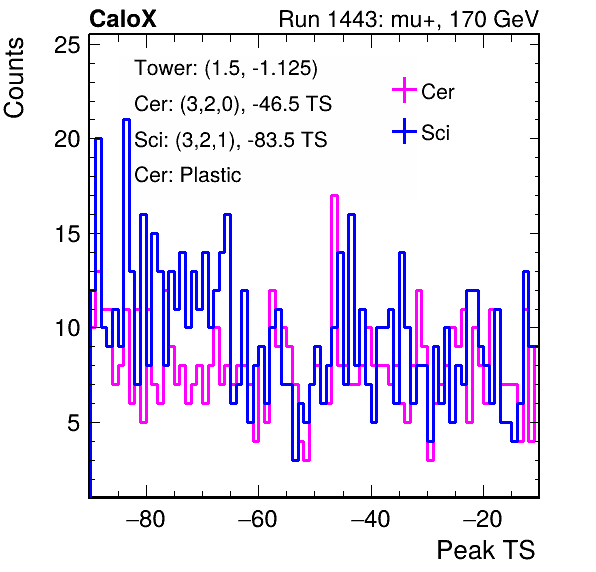 CaloX Run 1443: mu+, 170 GeV
Counts
25
20
15
10
5
Tower: (1.5, -1.125)
Cer: (3,2,0), -46.5 TS
Sci: (3,2,1), -83.5 TS
Cer: Plastic
Cer
Sci
−80 −60 −40 −20
Peak TS